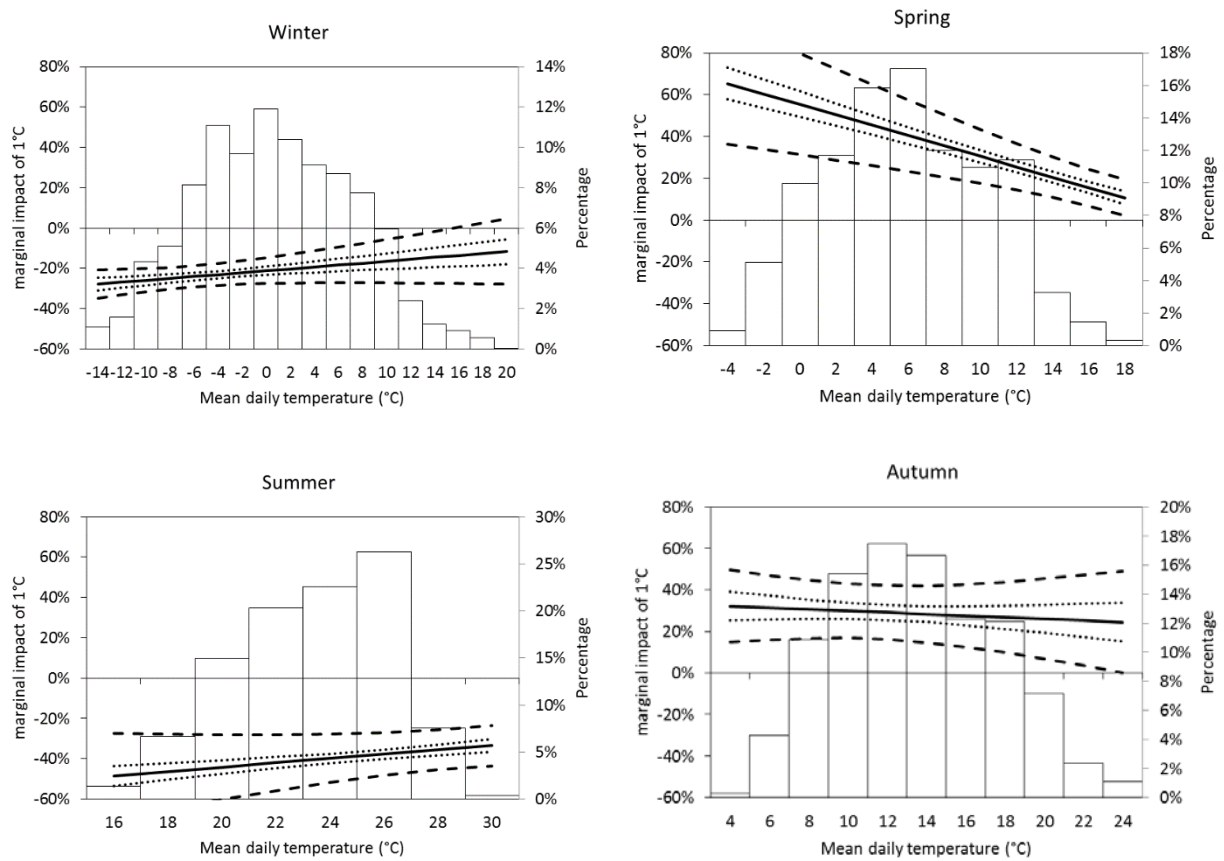 Winter
80% 14%
60% 12%
40% 10%
20% 8%
0% 6%
-20% 4%
-40% 2%
-60% 0%
marginal impact of 1°C
Percentage
-14 -12 -10 -8 -6 -4 -2 0 2 4 6 8 10 12 14 16 18 20
Mean daily temperature (°C)
Spring
80% 18%
60% 16%
40% 14%
20% 12%
0% 10%
-20% 8%
-40% 6%
-60% 4%
2%
0%
marginal impact of 1°C
Percentage
-4 -2 0 2 4 6 8 10 12 14 16 18
Mean daily temperature (°C)
Summer
80% 30%
60% 25%
40% 20%
20% 15%
0% 10%
-20% 5%
-40% 0%
-60%
marginal impact of 1°C
Percentage
16 18 20 22 24 26 28 30
Mean daily temperature (°C)
Autumn
80% 20%
60% 18%
40% 16%
20% 14%
0% 12%
-20% 10%
-40% 8%
-60% 6%
4%
2%
0%
marginal impact of 1°C
Percentage
4 6 8 10 12 14 16 18 20 22 24
Mean daily temperature (°C)